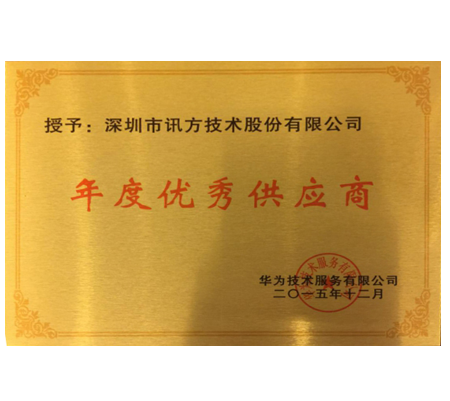 授予：深圳市讯方技术股份有限公司
年度优秀供应商
华为技术服务有限公司
二〇一五年十二月